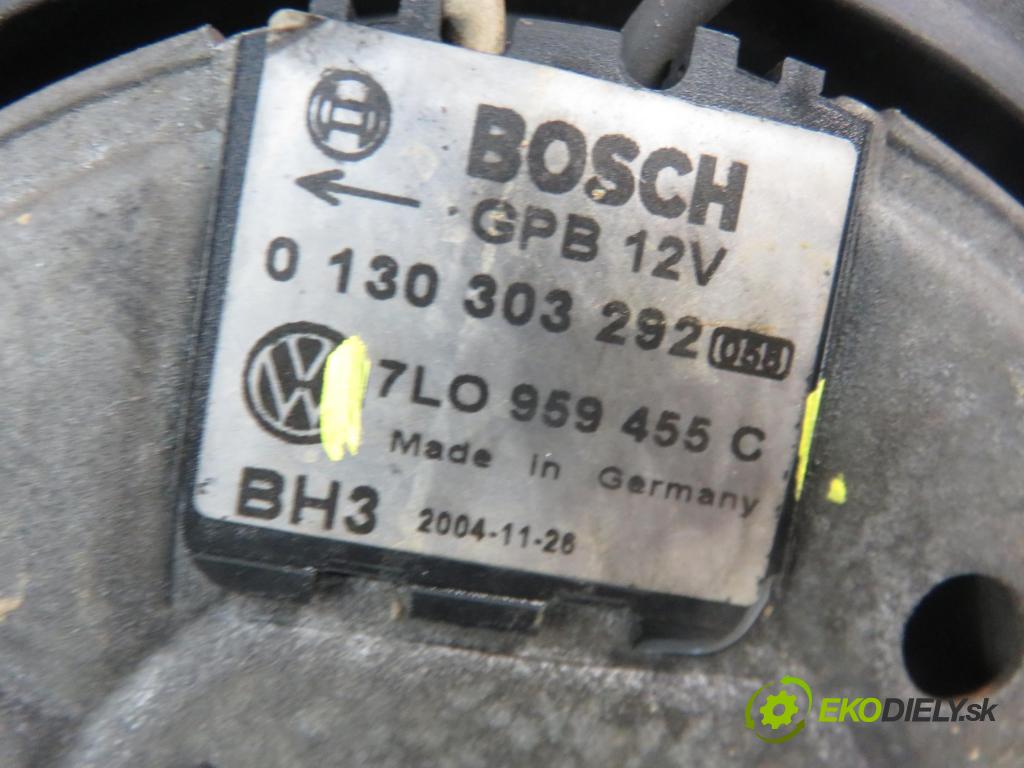 BOSCH
GPB 12V
0 130 303 292 055
VW 7LO 959 455 C
Made in Germany
BH3 2004-11-26
EKODIELY.sk